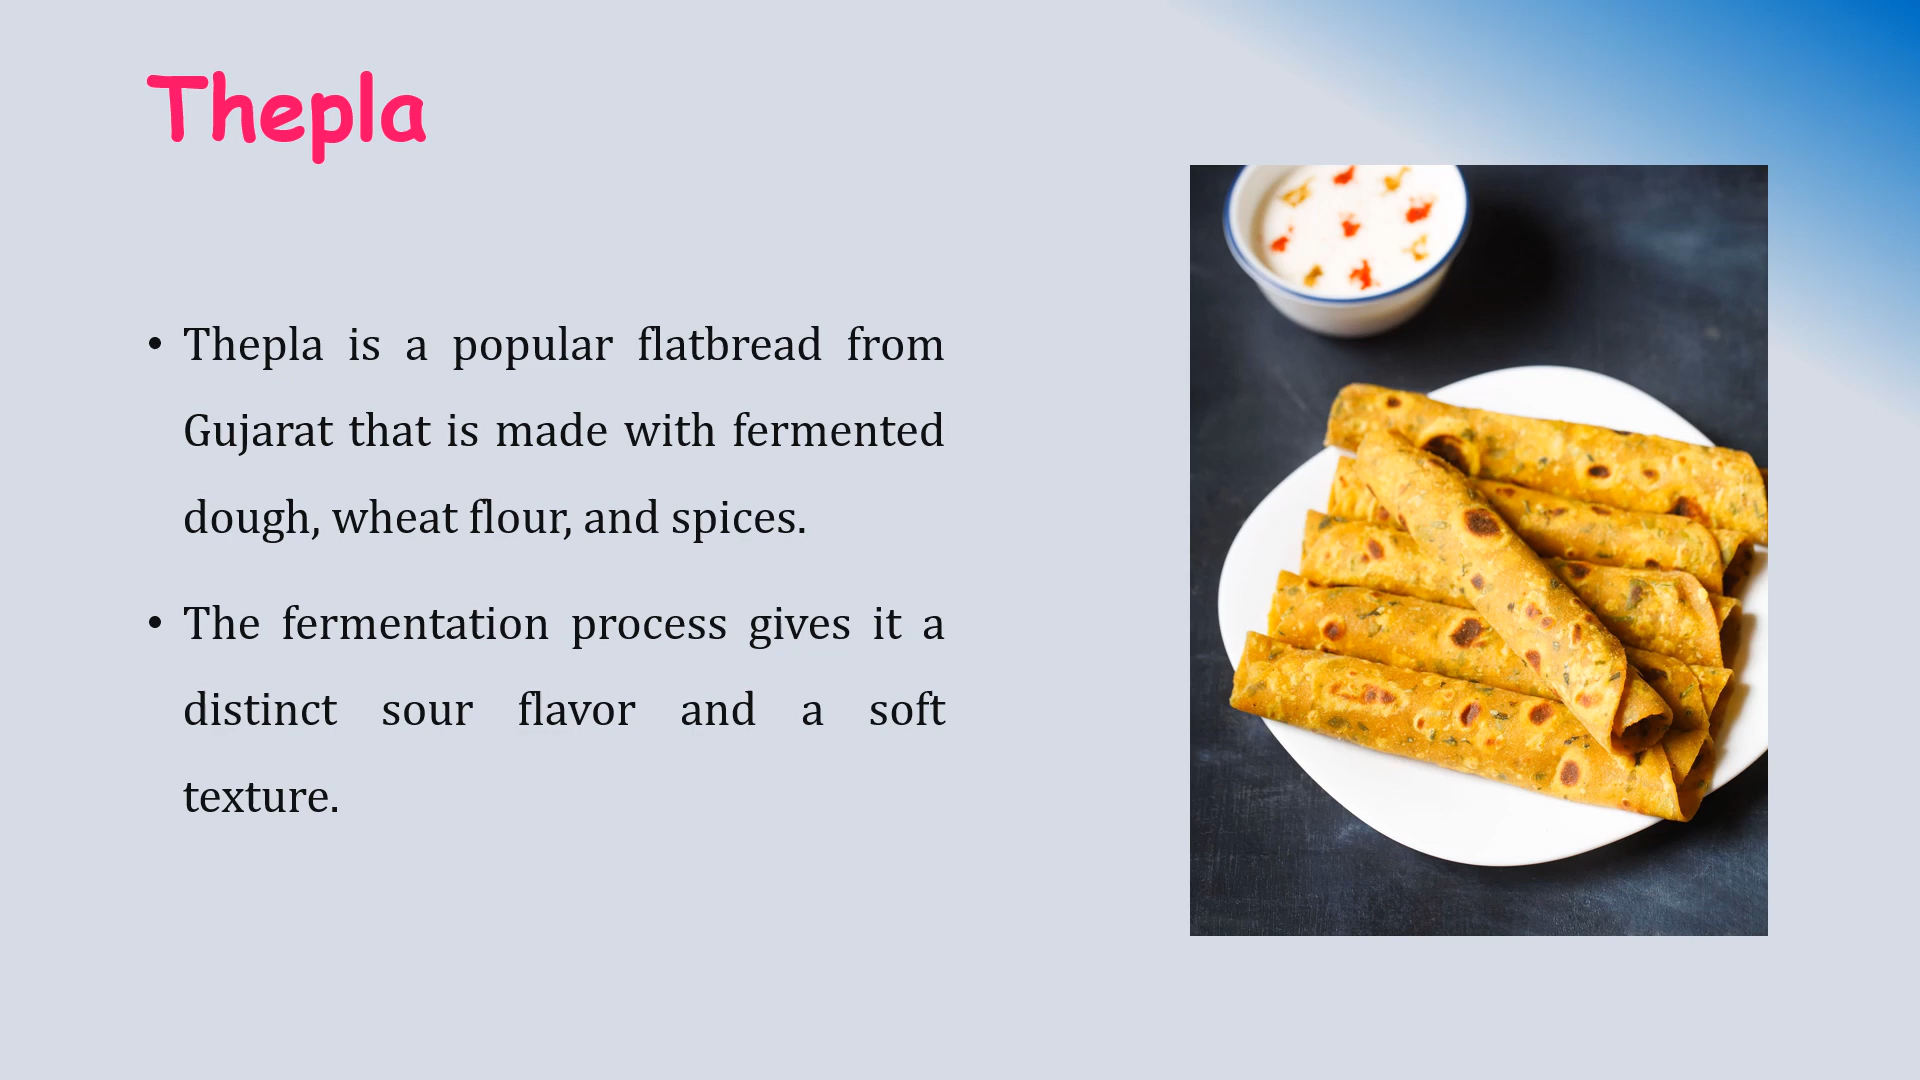 Thepla
• Thepla is a popular flatbread from
Gujarat that is made with fermented
dough, wheat flour, and spices.
• The fermentation process gives it a
distinct sour flavor and a soft
texture.